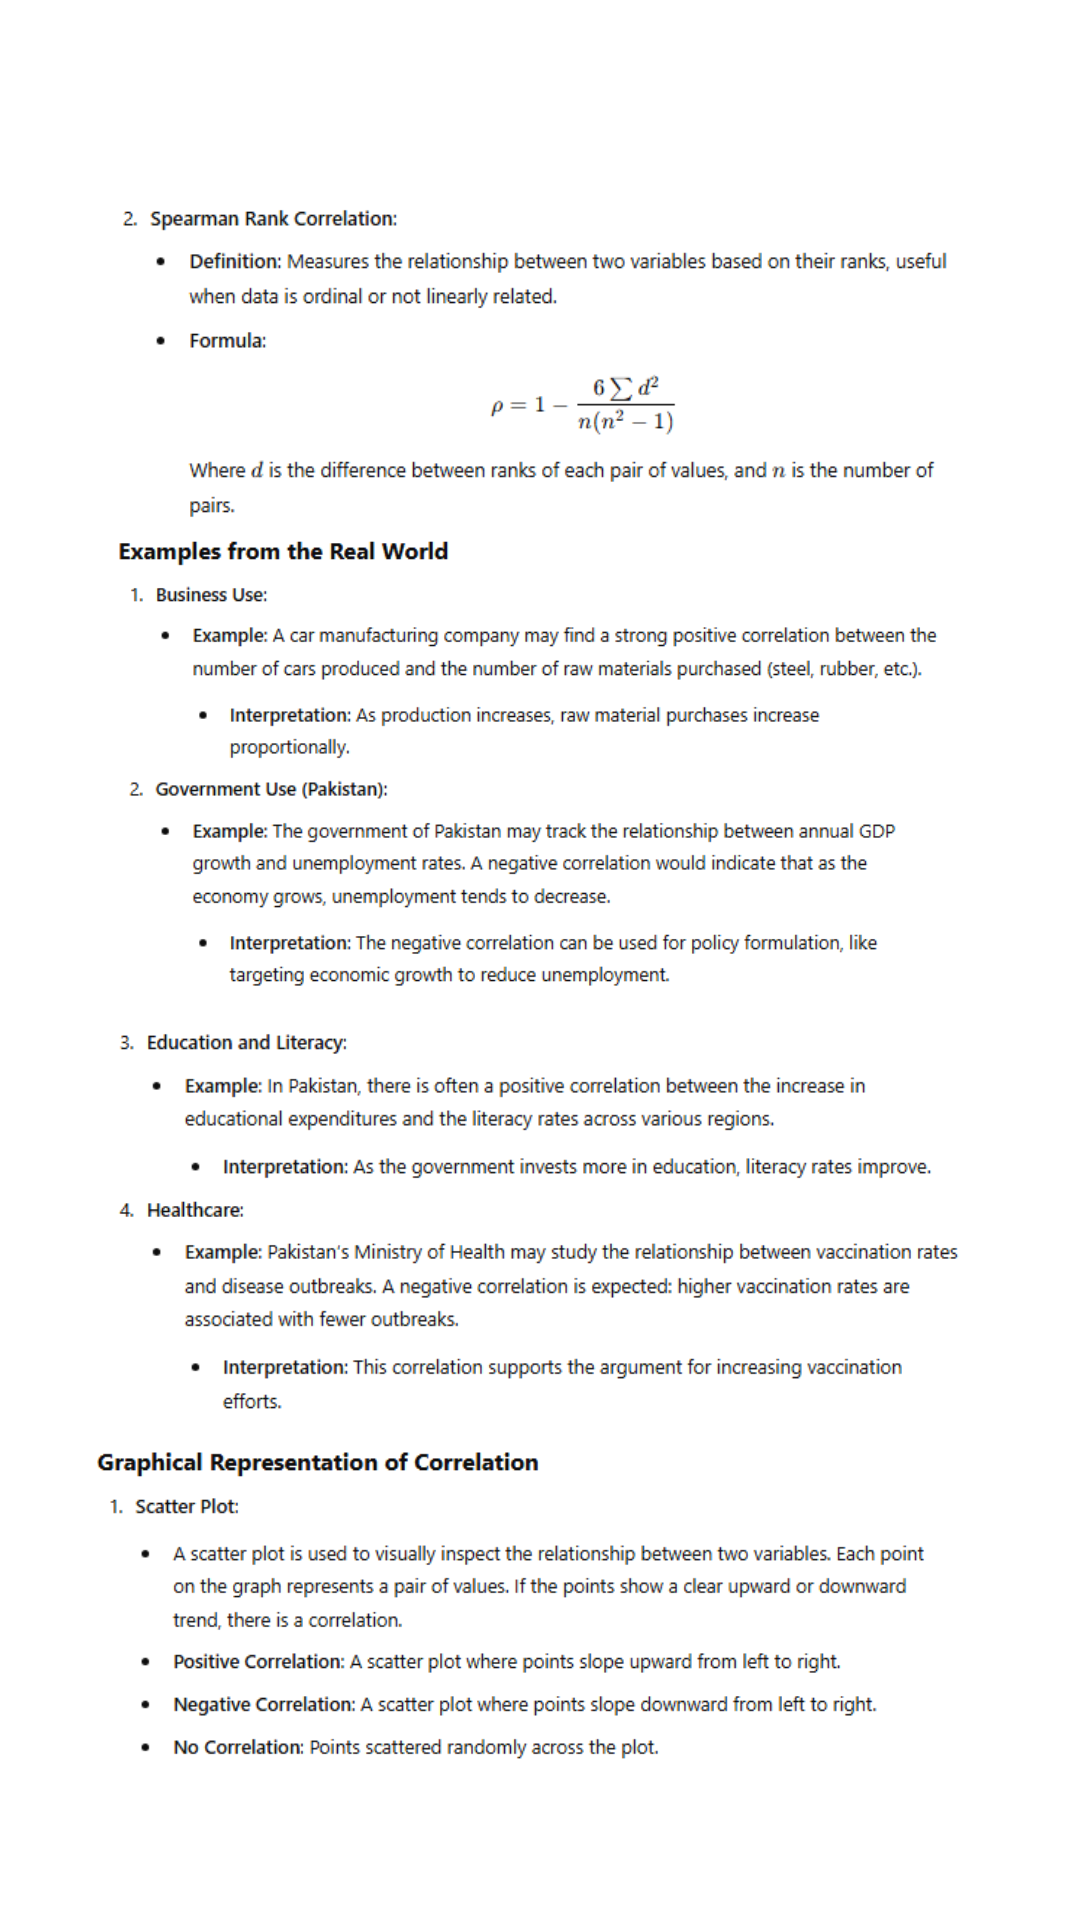 2. Spearman Rank Correlation:
• Definition: Measures the relationship between two variables based on their ranks, useful
when data is ordinal or not linearly related.
• Formula:
ρ = 1 − 6 ∑ d² / n(n² − 1)
Where d is the difference between ranks of each pair of values, and n is the number of
pairs.
Examples from the Real World
1. Business Use:
• Example: A car manufacturing company may find a strong positive correlation between the
number of cars produced and the number of raw materials purchased (steel, rubber, etc.).
• Interpretation: As production increases, raw material purchases increase
proportionally.
2. Government Use (Pakistan):
• Example: The government of Pakistan may track the relationship between annual GDP
growth and unemployment rates. A negative correlation would indicate that as the
economy grows, unemployment tends to decrease.
• Interpretation: The negative correlation can be used for policy formulation, like
targeting economic growth to reduce unemployment.
3. Education and Literacy:
• Example: In Pakistan, there is often a positive correlation between the increase in
educational expenditures and the literacy rates across various regions.
• Interpretation: As the government invests more in education, literacy rates improve.
4. Healthcare:
• Example: Pakistan's Ministry of Health may study the relationship between vaccination rates
and disease outbreaks. A negative correlation is expected: higher vaccination rates are
associated with fewer outbreaks.
• Interpretation: This correlation supports the argument for increasing vaccination
efforts.
Graphical Representation of Correlation
1. Scatter Plot:
• A scatter plot is used to visually inspect the relationship between two variables. Each point
on the graph represents a pair of values. If the points show a clear upward or downward
trend, there is a correlation.
• Positive Correlation: A scatter plot where points slope upward from left to right.
• Negative Correlation: A scatter plot where points slope downward from left to right.
• No Correlation: Points scattered randomly across the plot.